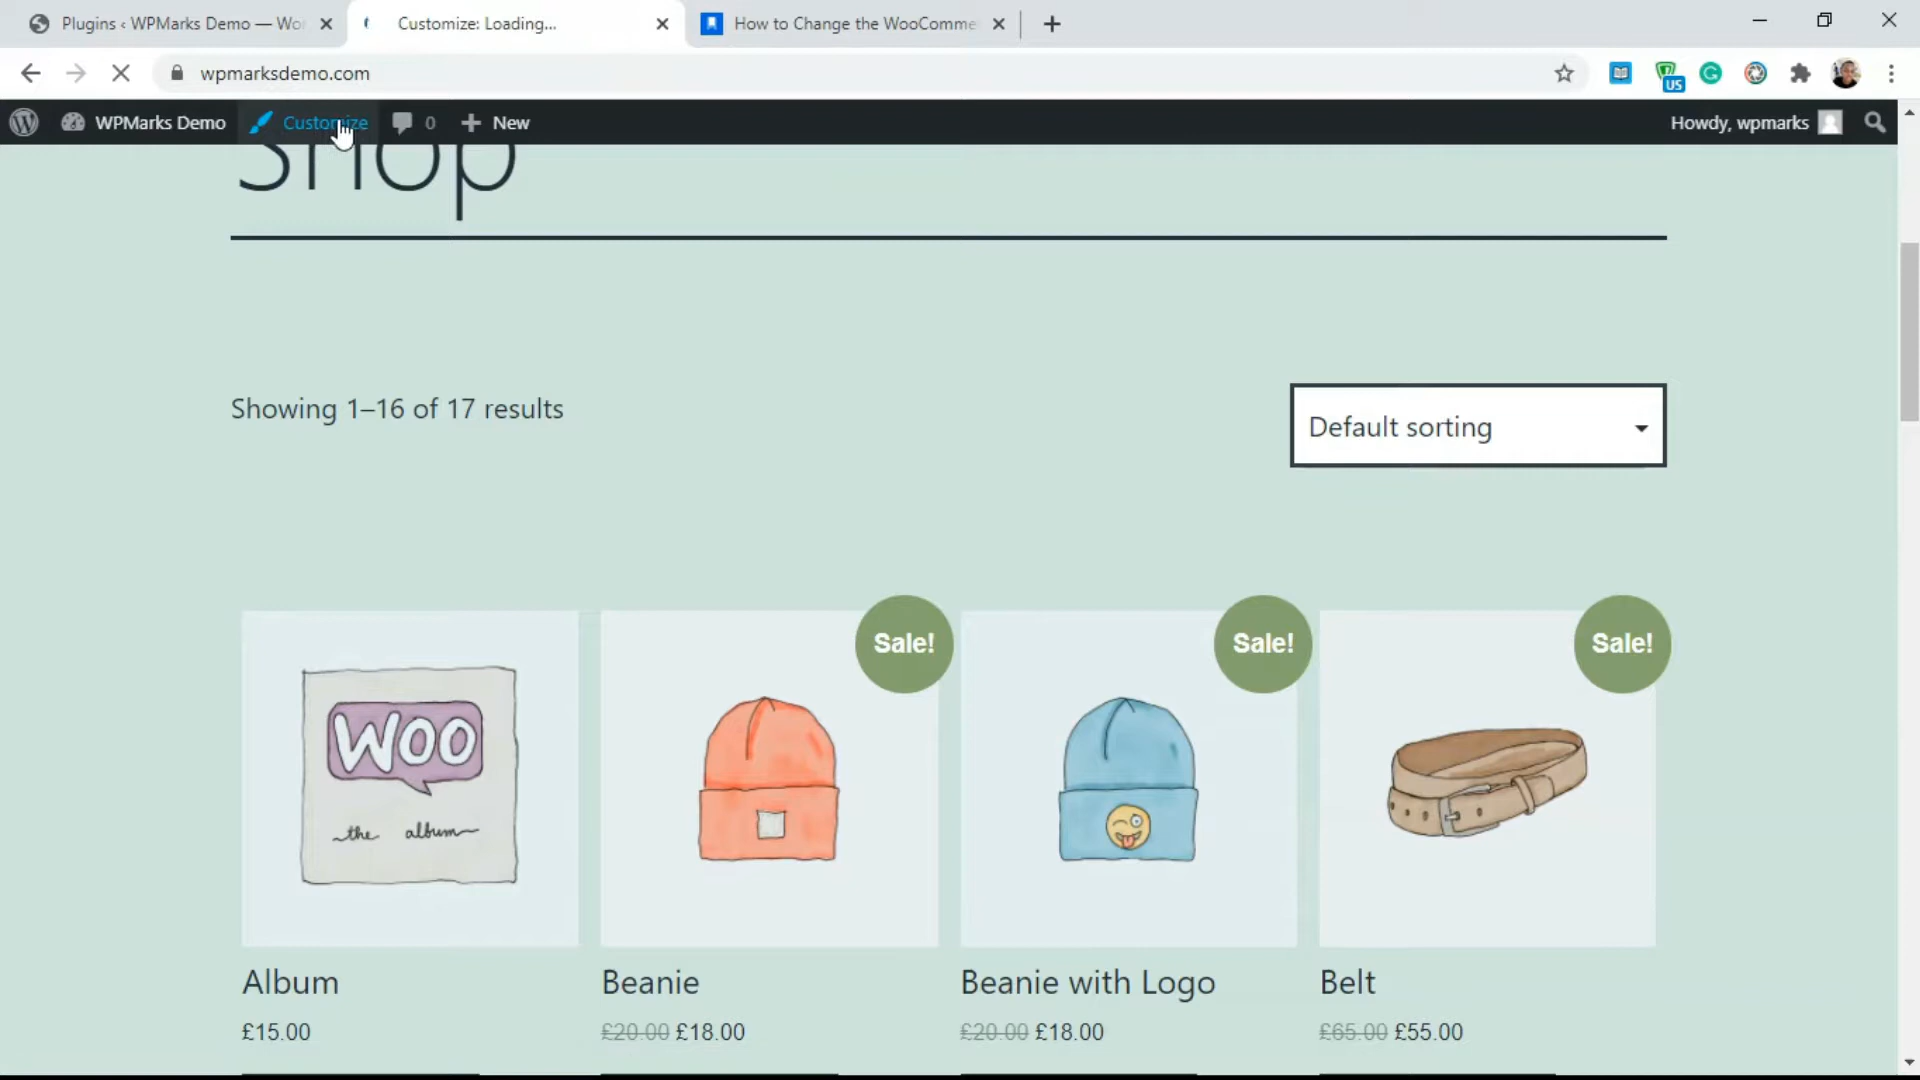 Plugins ‹ WPMarks Demo — Wor
Customize: Loading...
How to Change the WooComme
wpmarksdemo.com
US
WPMarks Demo
Customize
0
New
Howdy, wpmarks
Shop
Showing 1–16 of 17 results
Default sorting
Sale!
Sale!
Sale!
WOO
the album
Album
Beanie
Beanie with Logo
Belt
£15.00
£20.00 £18.00
£20.00 £18.00
£65.00 £55.00